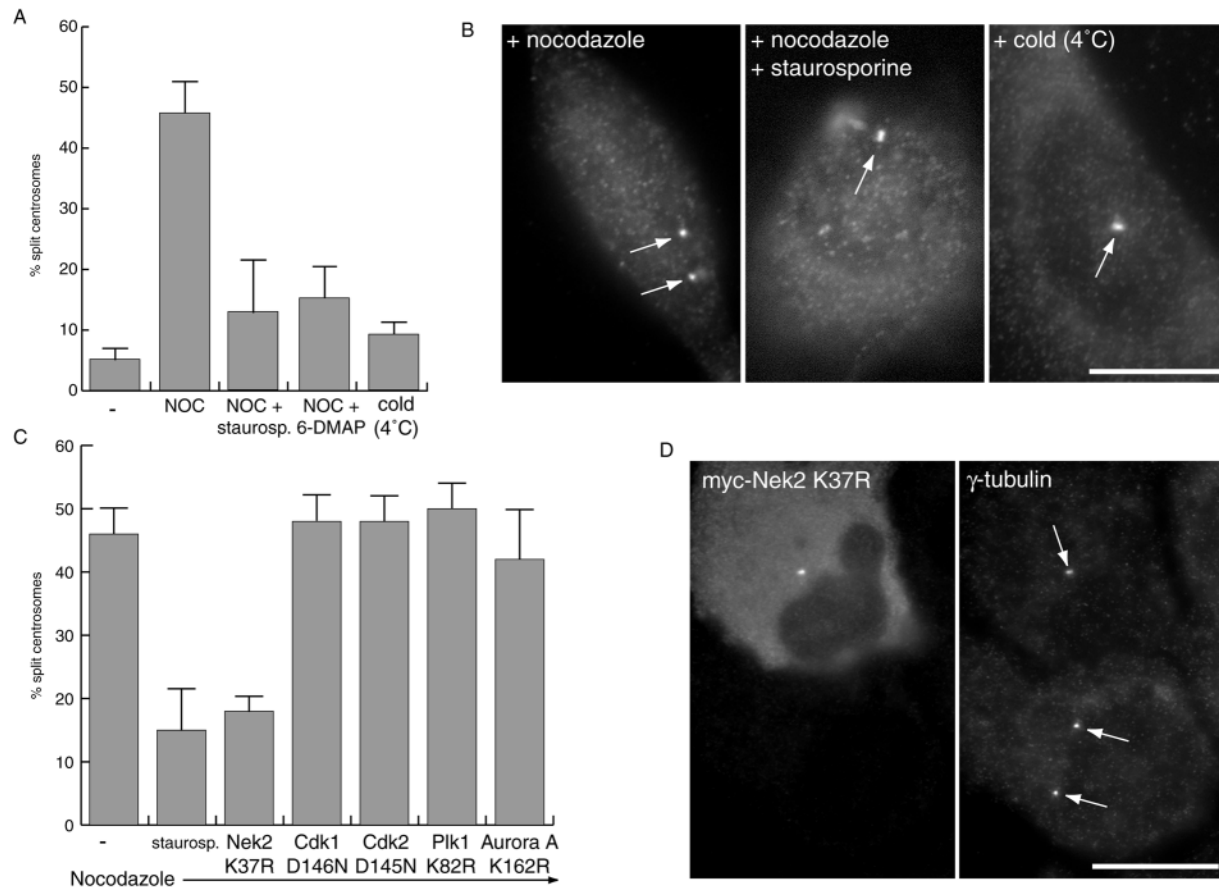 A
60
50
40
30
20
10
0
% split centrosomes
-
NOC
NOC +
staurosp.
NOC +
6-DMAP
cold
(4˚C)
B
+ nocodazole
+ nocodazole
+ staurosporine
+ cold (4˚C)
C
60
50
40
30
20
10
0
% split centrosomes
-
staurosp.
Nek2
K37R
Cdk1
D146N
Cdk2
D145N
Plk1
K82R
Aurora A
K162R
Nocodazole
D
myc-Nek2 K37R
γ-tubulin